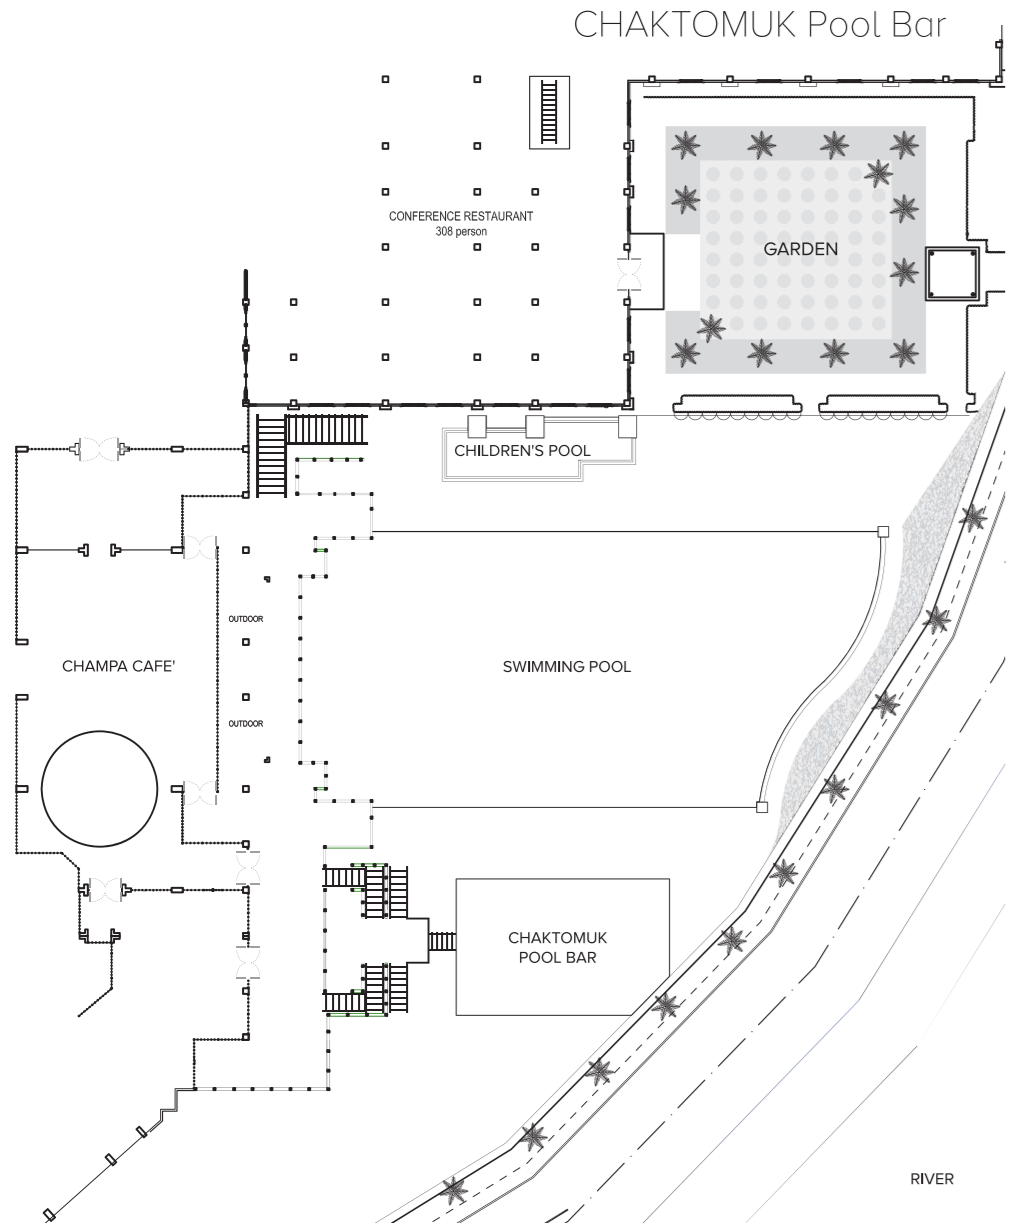 CHAKTOMUK Pool Bar
CONFERENCE RESTAURANT
308 person
GARDEN
CHILDREN'S POOL
OUTDOOR
CHAMPA CAFE'
SWIMMING POOL
OUTDOOR
CHAKTOMUK
POOL BAR
RIVER